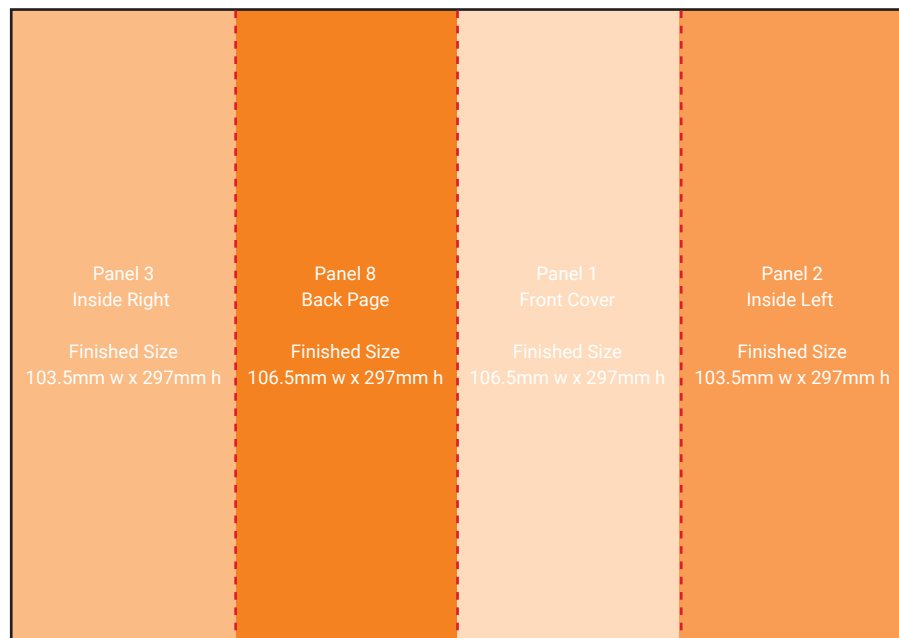 Panel 3
Inside Right
Finished Size
103.5mm w x 297mm h
Panel 8
Back Page
Finished Size
106.5mm w x 297mm h
Panel 1
Front Cover
Finished Size
106.5mm w x 297mm h
Panel 2
Inside Left
Finished Size
103.5mm w x 297mm h